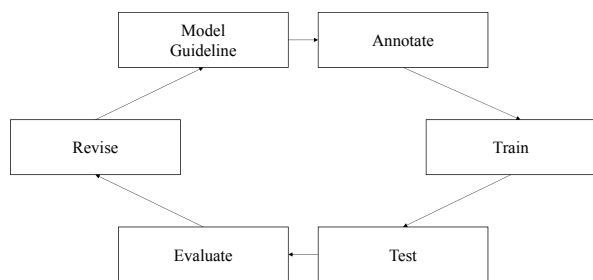 Model
Guideline
Annotate
Revise
Train
Evaluate
Test